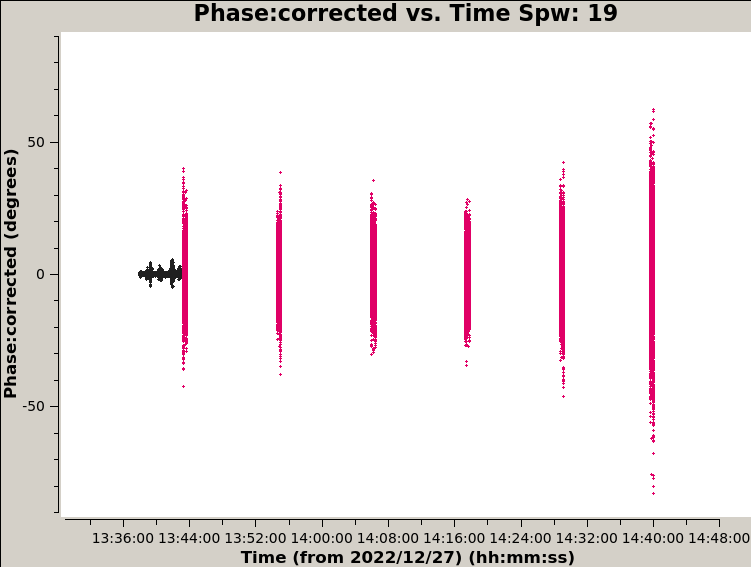 Phase:corrected vs. Time Spw: 19
Phase:corrected (degrees)
50
0
-50
13:36:00 13:44:00 13:52:00 14:00:00 14:08:00 14:16:00 14:24:00 14:32:00 14:40:00 14:48:00
Time (from 2022/12/27) (hh:mm:ss)